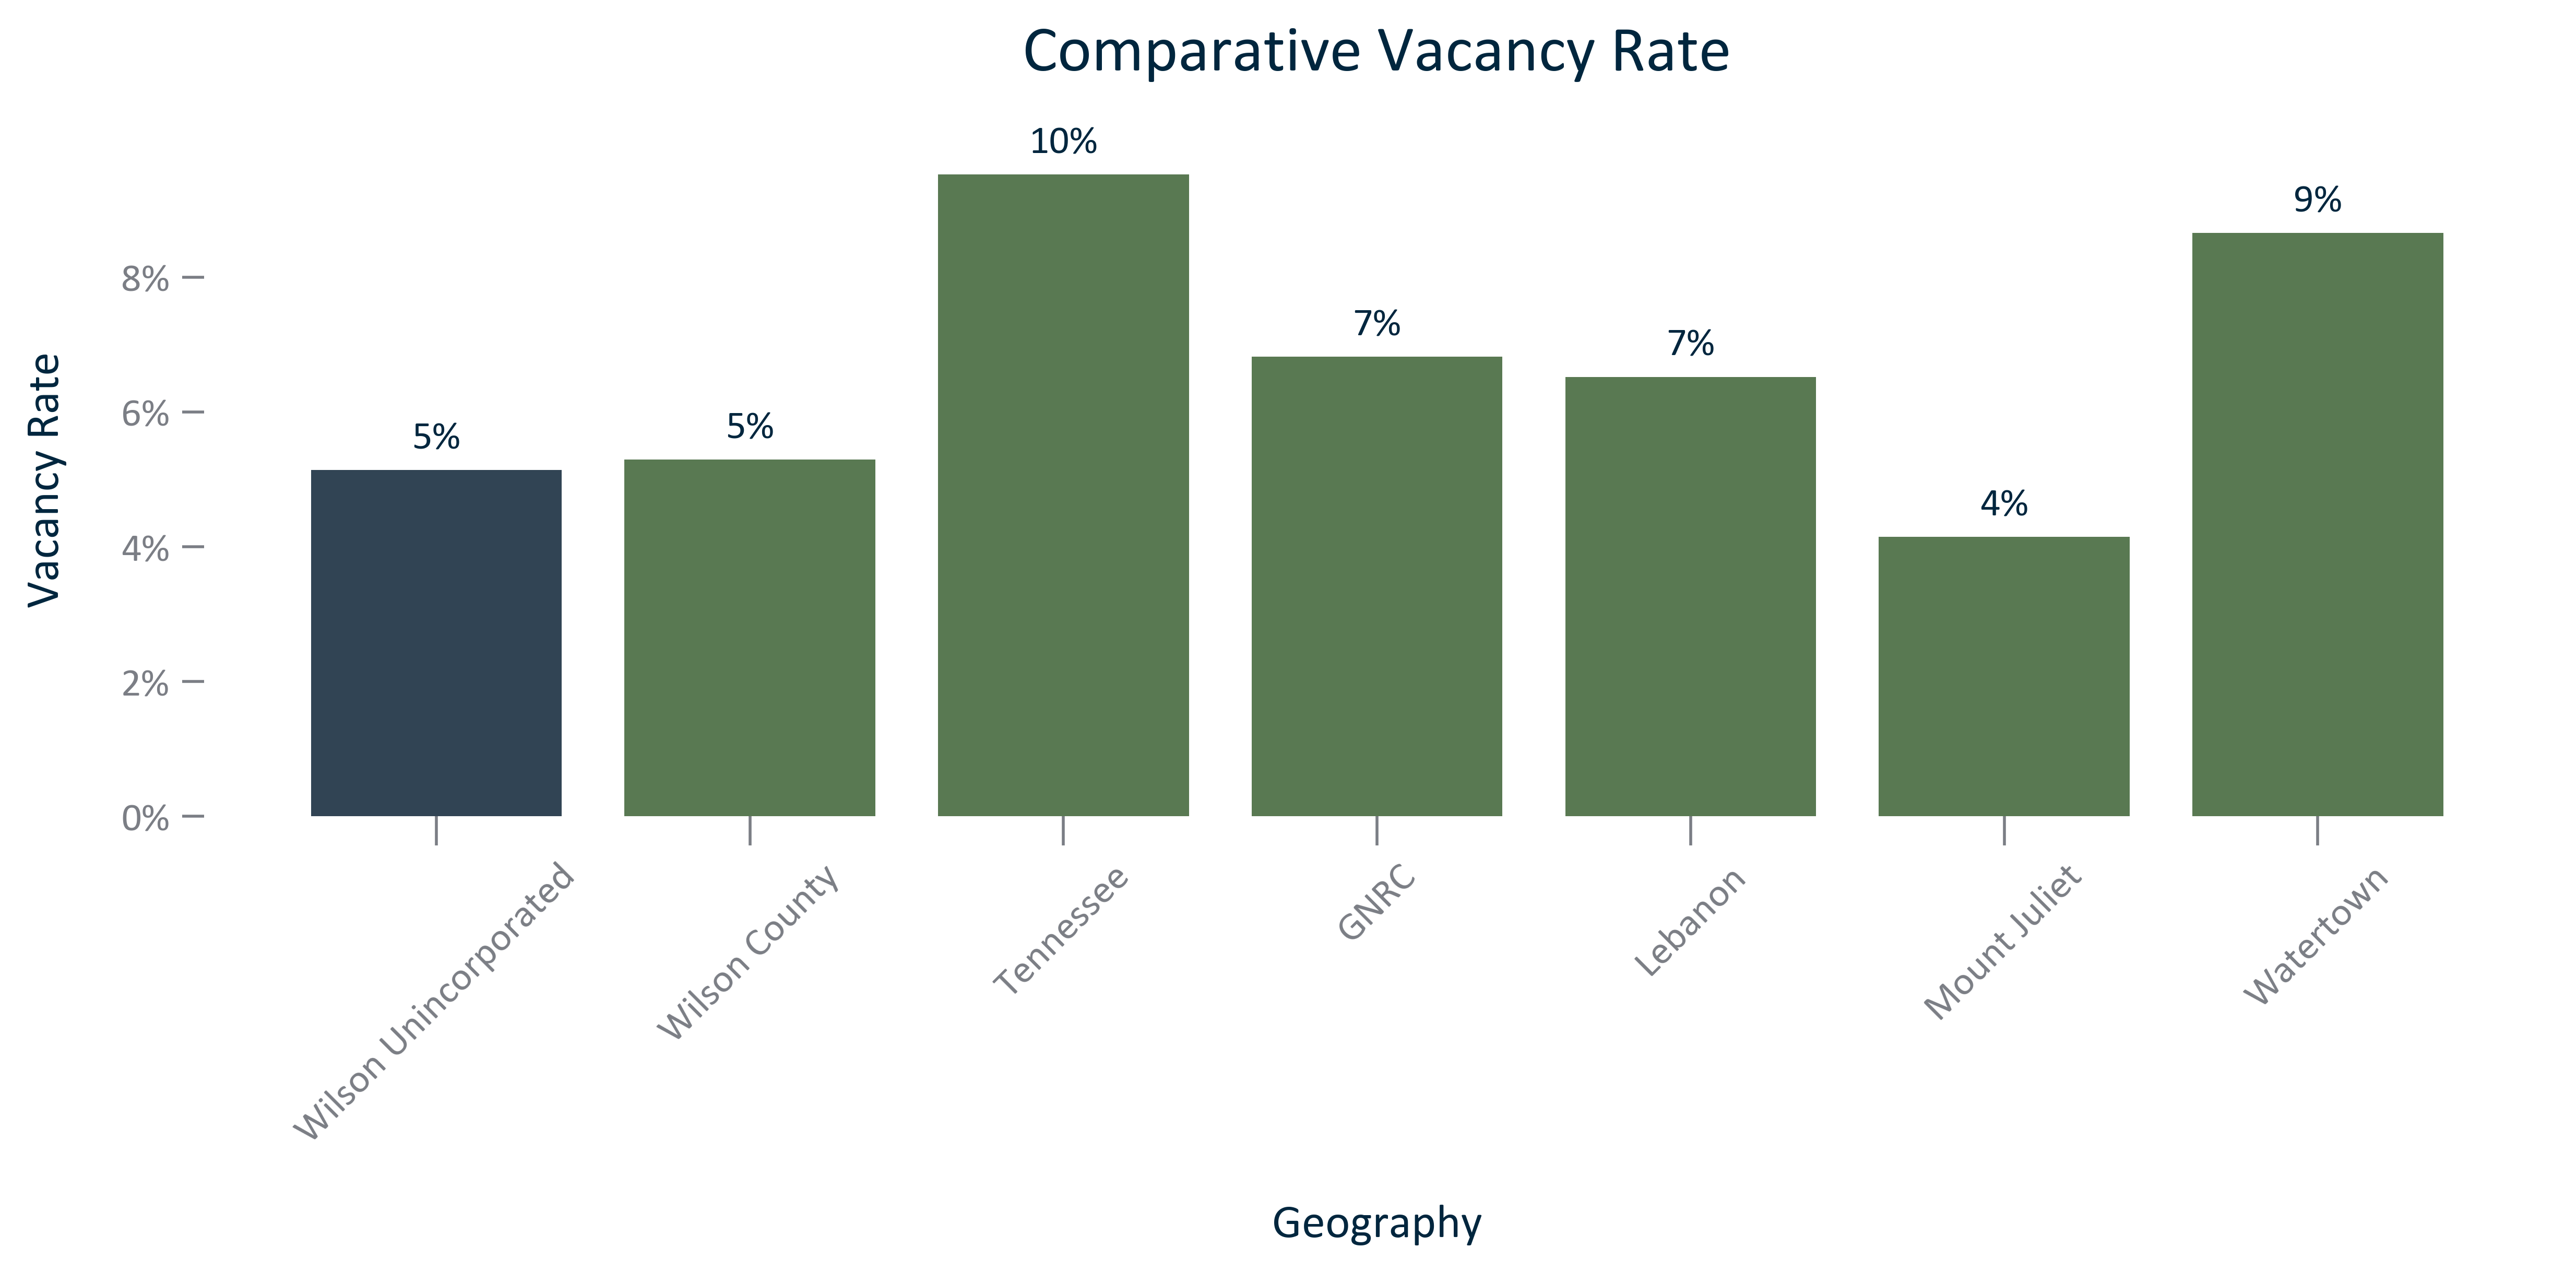 Comparative Vacancy Rate
10%
9%
8%
7%
7%
6%
5%
5%
4%
4%
2%
0%
Vacancy Rate
Wilson Unincorporated
Wilson County
Tennessee
GNRC
Lebanon
Mount Juliet
Watertown
Geography